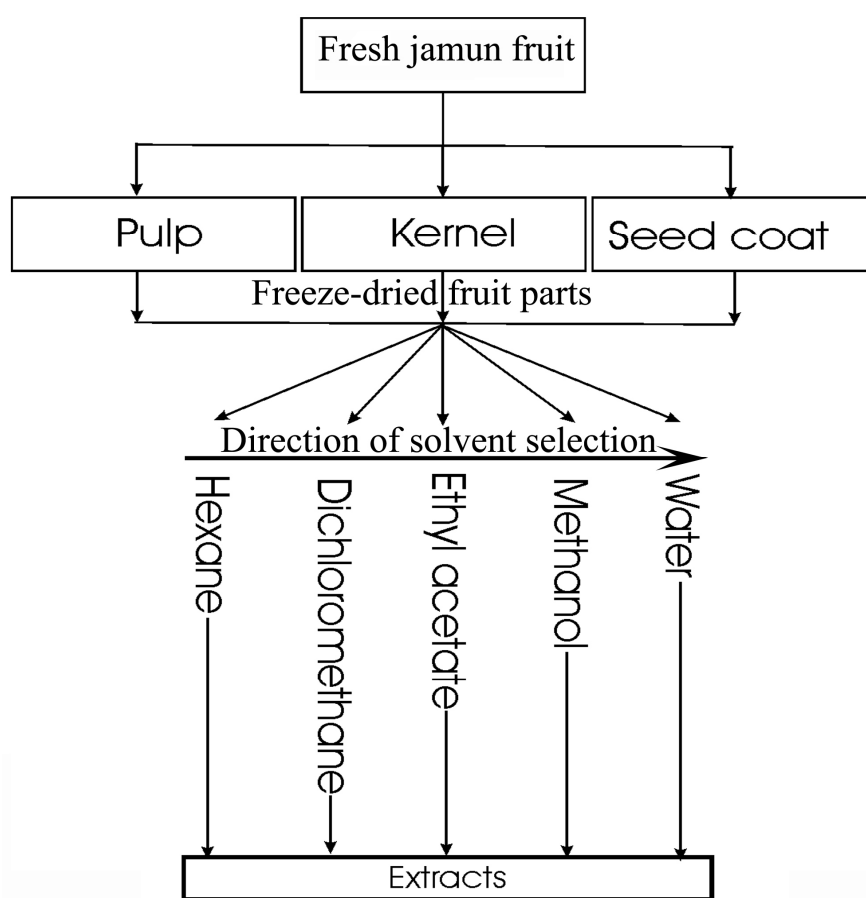 Fresh jamun fruit
Pulp
Kernel
Seed coat
Freeze-dried fruit parts
Direction of solvent selection
Hexane
Dichloromethane
Ethyl acetate
Methanol
Water
Extracts